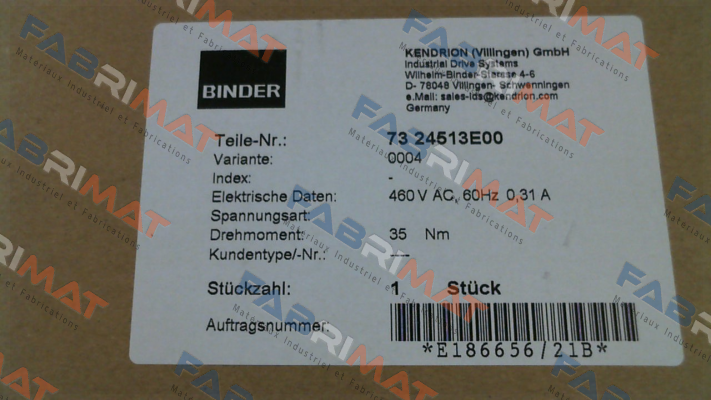 BINDER
KENDRION (Villingen) GmbH
Industrial Drive Systems
Wilhelm-Binder-Starsse 4-6
D- 78048 Villingen- Schwenningen
e.Mail: sales-ids@kendrion.com
Germany
Teile-Nr.: 73 24513E00
Variante: 0004
Index: -
Elektrische Daten: 460 V AC, 60Hz 0,31 A
Spannungsart:
Drehmoment: 35 Nm
Kundentype/-Nr.: ---
Stückzahl: 1 Stück
Auftragsnummer:
*E186656/21B*
FABRIMAT
Materiaux Industriel et Fabrications